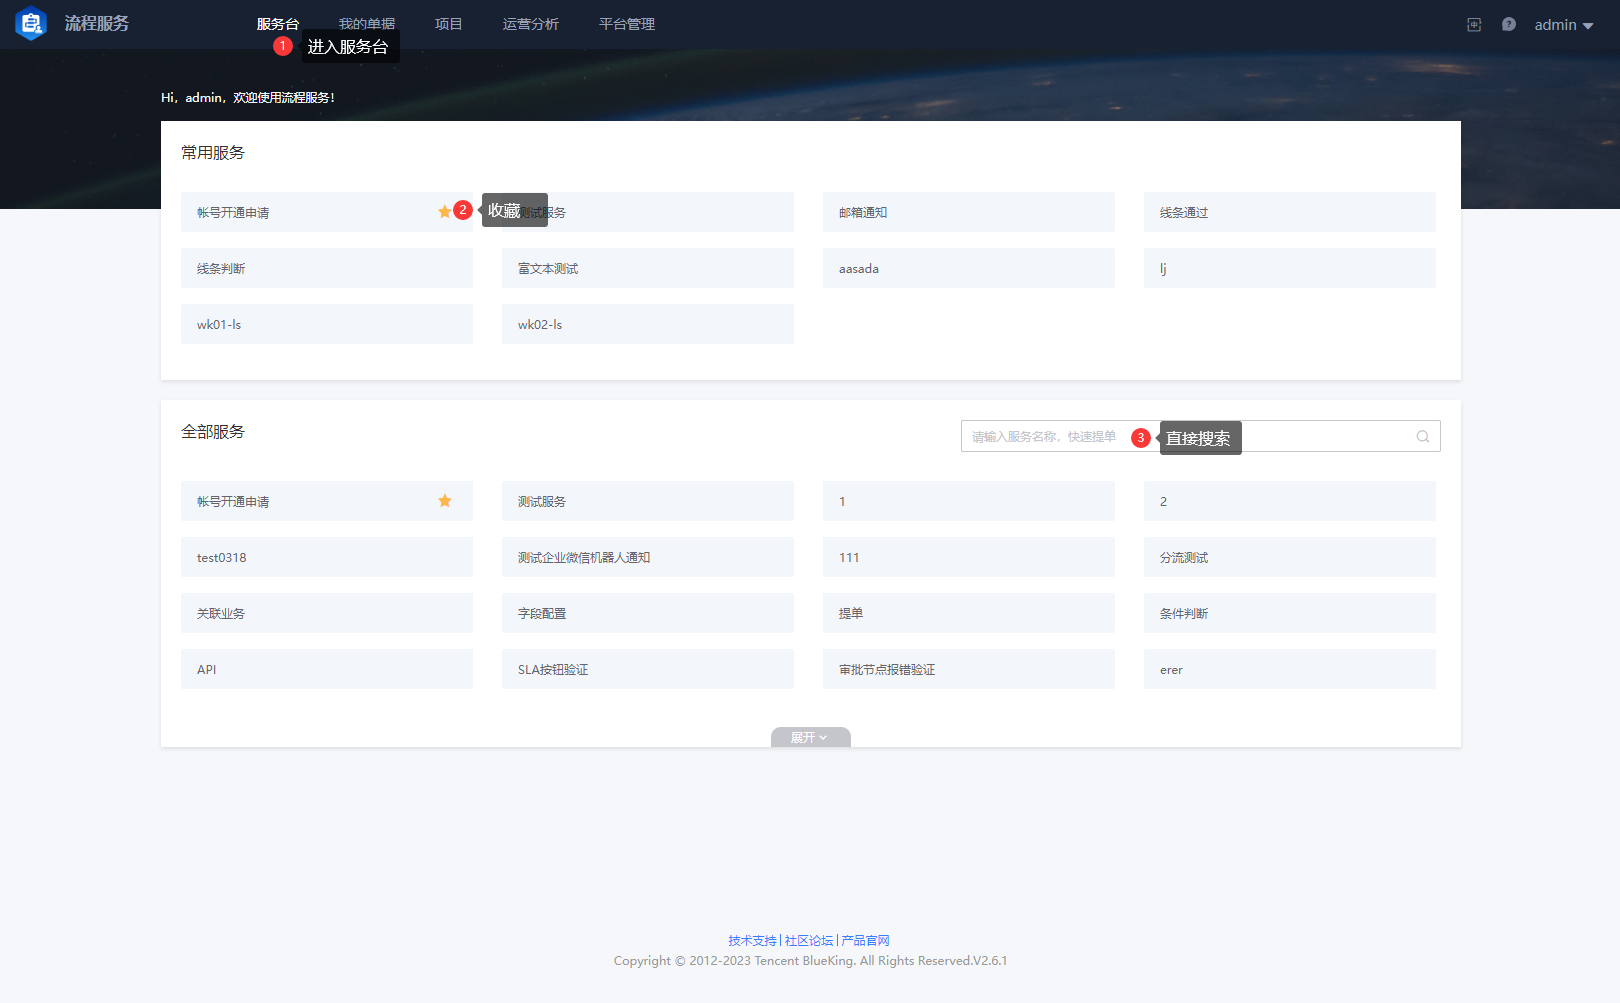 流程服务
服务台 我的单据 项目 运营分析 平台管理
admin
1 进入服务台
Hi，admin，欢迎使用流程服务！
常用服务
帐号开通申请 2 收藏 测试服务 邮箱通知 线条通过
线条判断 富文本测试 aasada lj
wk01-ls wk02-ls
全部服务
请输入服务名称，快速提单 3 直接搜索
帐号开通申请 测试服务 1 2
test0318 测试企业微信机器人通知 111 分流测试
关联业务 字段配置 提单 条件判断
API SLA按钮验证 审批节点报错验证 erer
展开
技术支持 | 社区论坛 | 产品官网
Copyright © 2012-2023 Tencent BlueKing. All Rights Reserved.V2.6.1